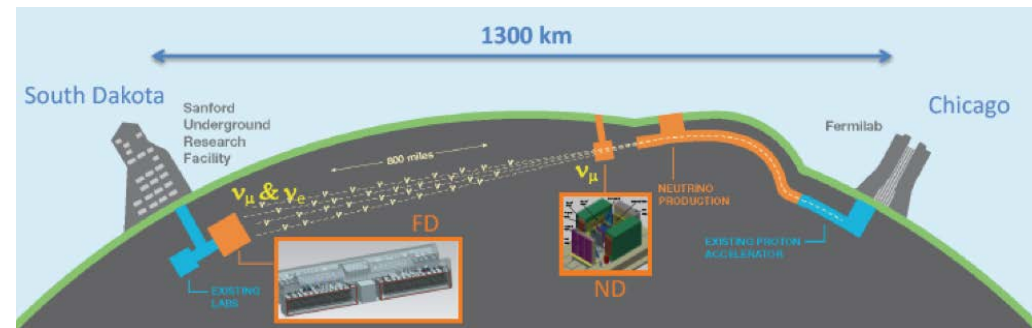 1300 km
South Dakota
Chicago
Sanford
Underground
Research
Facility
Fermilab
800 miles
νμ & νe
νμ
FD
ND
NEUTRINO
PRODUCTION
EXISTING PROTON
ACCELERATOR
EXISTING
LABS